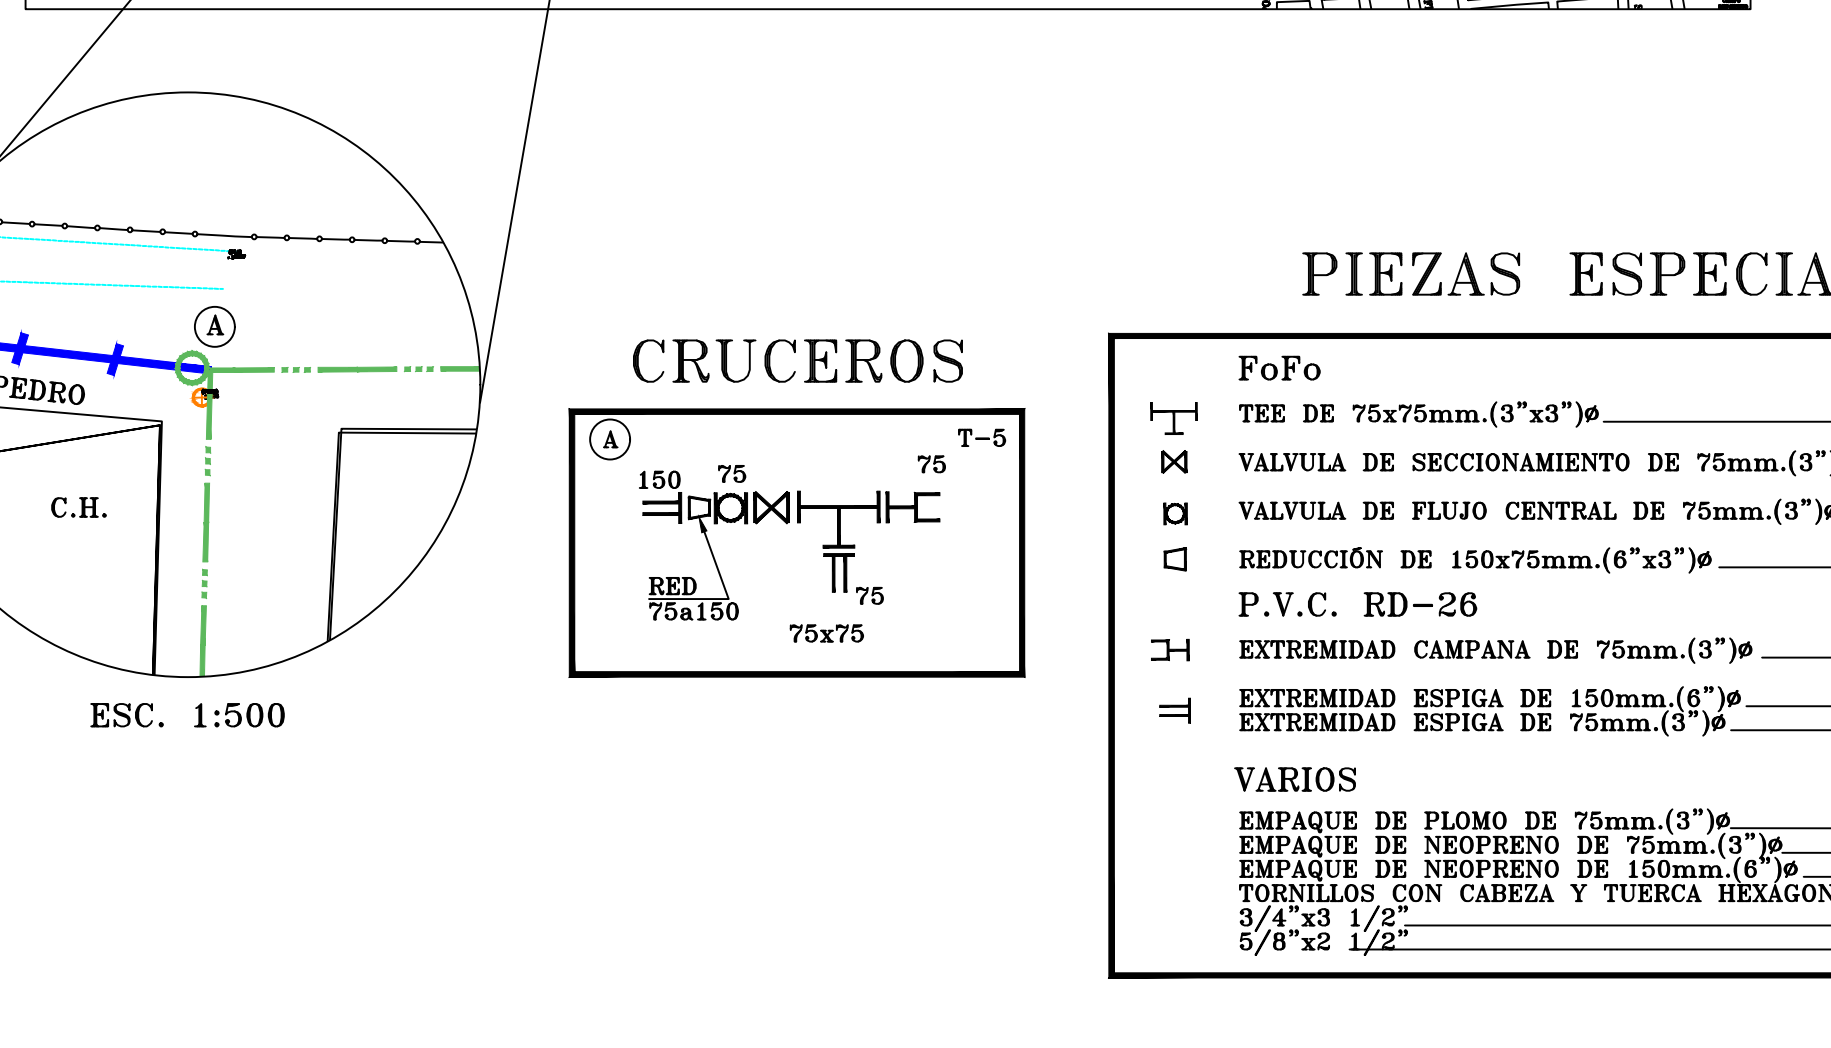 A
PEDRO
C.H.
ESC. 1:500
CRUCEROS
A
T-5
150
75
75
RED
75a150
75
75x75
PIEZAS ESPECIA
FoFo
TEE DE 75x75mm.(3"x3")ø
VALVULA DE SECCIONAMIENTO DE 75mm.(3")
VALVULA DE FLUJO CENTRAL DE 75mm.(3")ø
REDUCCIÓN DE 150x75mm.(6"x3")ø
P.V.C. RD-26
EXTREMIDAD CAMPANA DE 75mm.(3")ø
EXTREMIDAD ESPIGA DE 150mm.(6")ø
EXTREMIDAD ESPIGA DE 75mm.(3")ø
VARIOS
EMPAQUE DE PLOMO DE 75mm.(3")ø
EMPAQUE DE NEOPRENO DE 75mm.(3")ø
EMPAQUE DE NEOPRENO DE 150mm.(6")ø
TORNILLOS CON CABEZA Y TUERCA HEXAGON
3/4"x3 1/2"
5/8"x2 1/2"